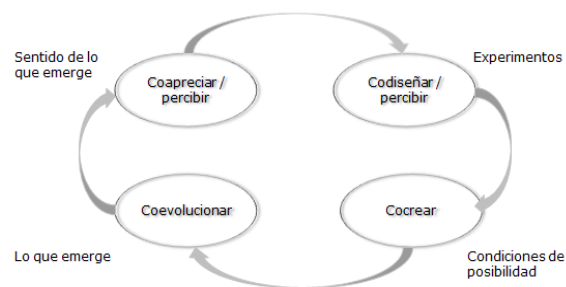 Sentido de lo
que emerge
Coapreciar /
percibir
Codiseñar /
percibir
Experimentos
Coevolucionar
Cocrear
Lo que emerge
Condiciones de
posibilidad